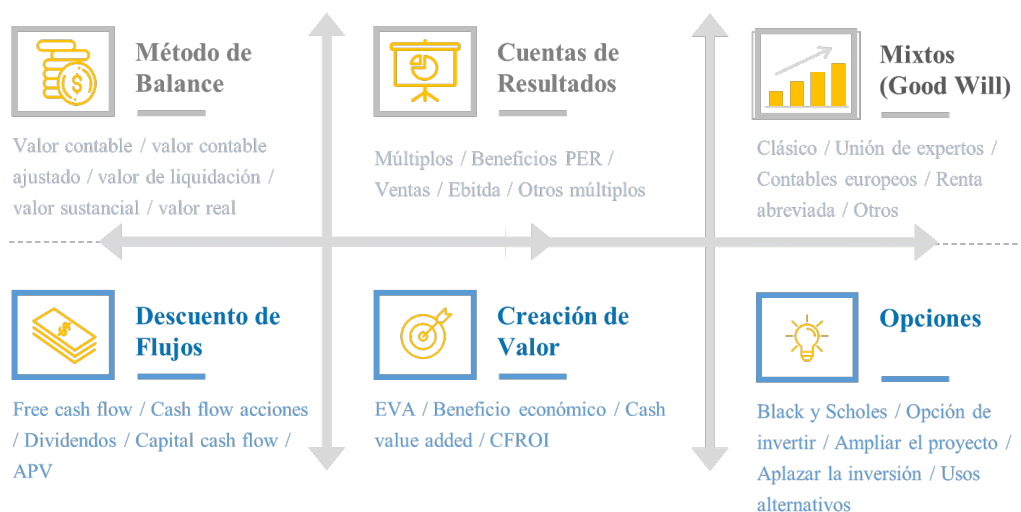 Método de
Balance
Valor contable / valor contable
ajustado / valor de liquidación /
valor sustancial / valor real
Cuentas de
Resultados
Múltiplos / Beneficios PER /
Ventas / Ebitda / Otros múltiplos
Mixtos
(Good Will)
Clásico / Unión de expertos /
Contables europeos / Renta
abreviada / Otros
Descuento de
Flujos
Free cash flow / Cash flow acciones
/ Dividendos / Capital cash flow /
APV
Creación de
Valor
EVA / Beneficio económico / Cash
value added / CFROI
Opciones
Black y Scholes / Opción de
invertir / Ampliar el proyecto /
Aplazar la inversión / Usos
alternativos